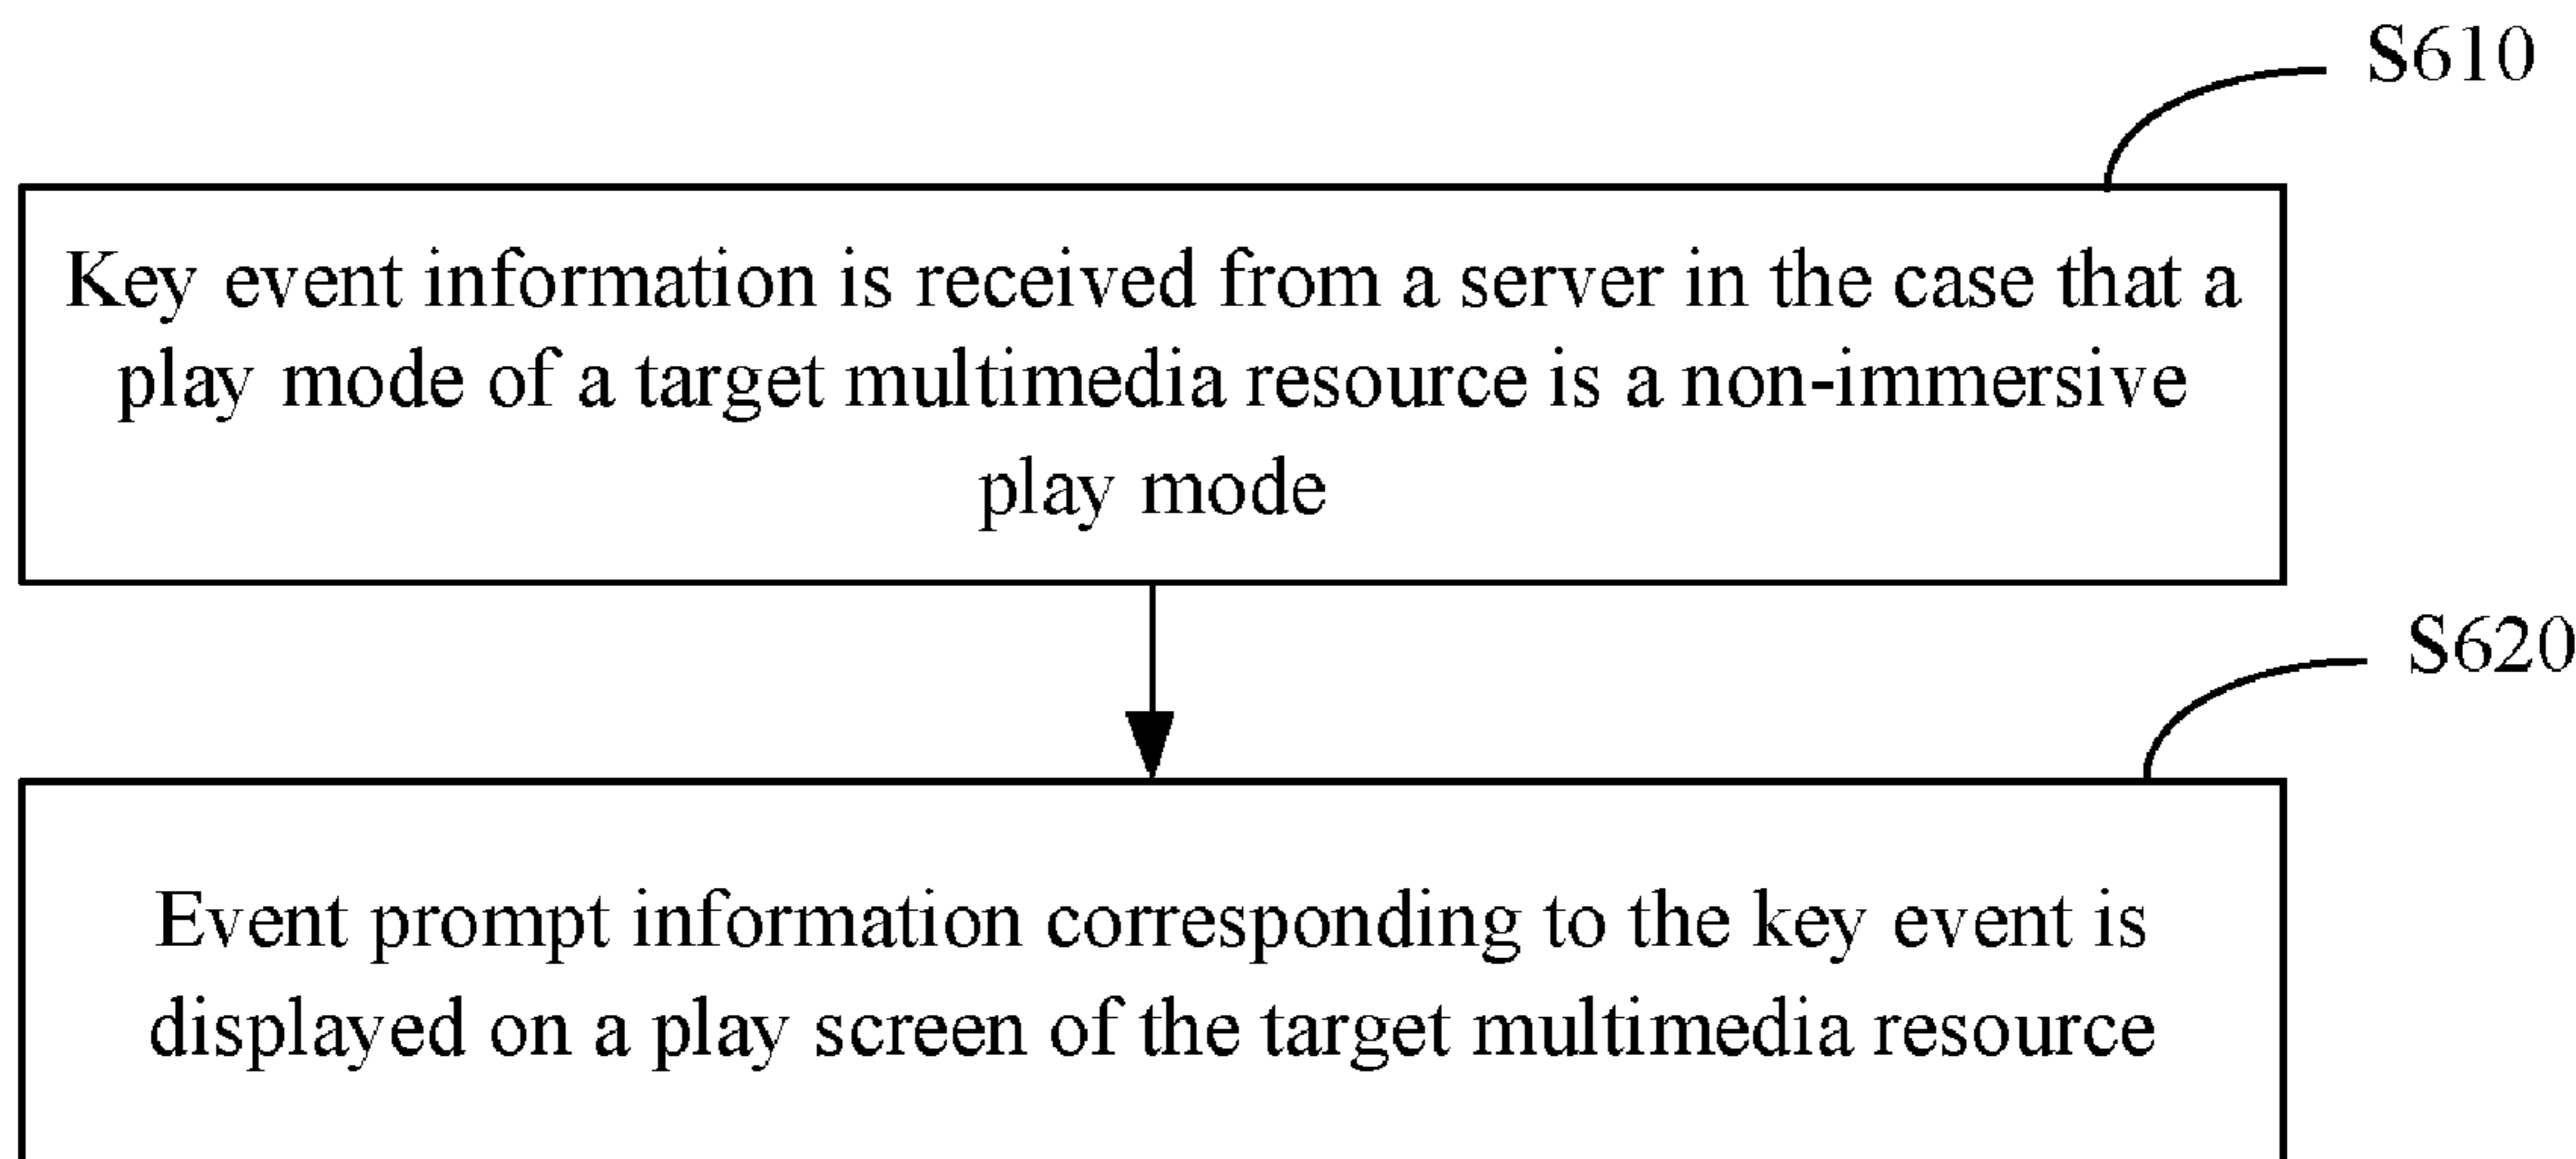 S610
Key event information is received from a server in the case that a
play mode of a target multimedia resource is a non-immersive
play mode
S620
Event prompt information corresponding to the key event is
displayed on a play screen of the target multimedia resource